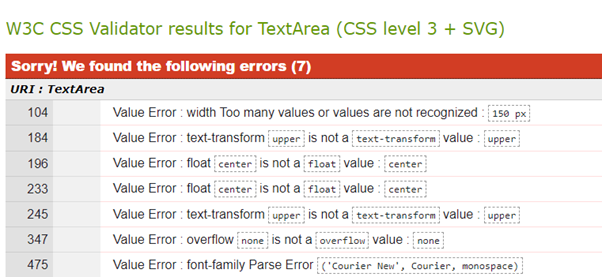 W3C CSS Validator results for TextArea (CSS level 3 + SVG)
Sorry! We found the following errors (7)
URI : TextArea
104 Value Error : width Too many values or values are not recognized : 150 px
184 Value Error : text-transform upper is not a text-transform value : upper
196 Value Error : float center is not a float value : center
233 Value Error : float center is not a float value : center
245 Value Error : text-transform upper is not a text-transform value : upper
347 Value Error : overflow none is not a overflow value : none
475 Value Error : font-family Parse Error ('Courier New', Courier, monospace)